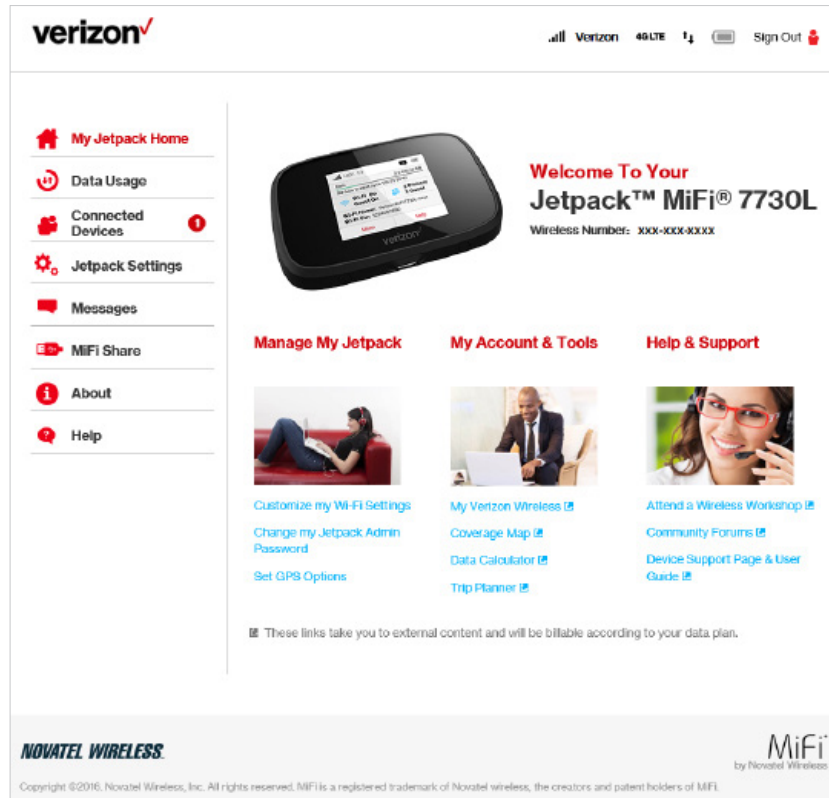 verizon
Verizon 4G LTE Sign Out
My Jetpack Home
Data Usage
Connected
Devices 1
Jetpack Settings
Messages
MiFi Share
About
Help
verizon
Welcome To Your
Jetpack™ MiFi® 7730L
Wireless Number: xxx-xxx-xxxx
Manage My Jetpack
Customize my Wi-Fi Settings
Change my Jetpack Admin
Password
Set GPS Options
My Account & Tools
My Verizon Wireless
Coverage Map
Data Calculator
Trip Planner
Help & Support
Attend a Wireless Workshop
Community Forums
Device Support Page & User
Guide
These links take you to external content and will be billable according to your data plan.
NOVATEL WIRELESS.
MiFi
by Novatel Wireless
Copyright ©2016, Novatel Wireless, Inc. All rights reserved. MiFi is a registered trademark of Novatel wireless, the creators and patent holders of MiFi.